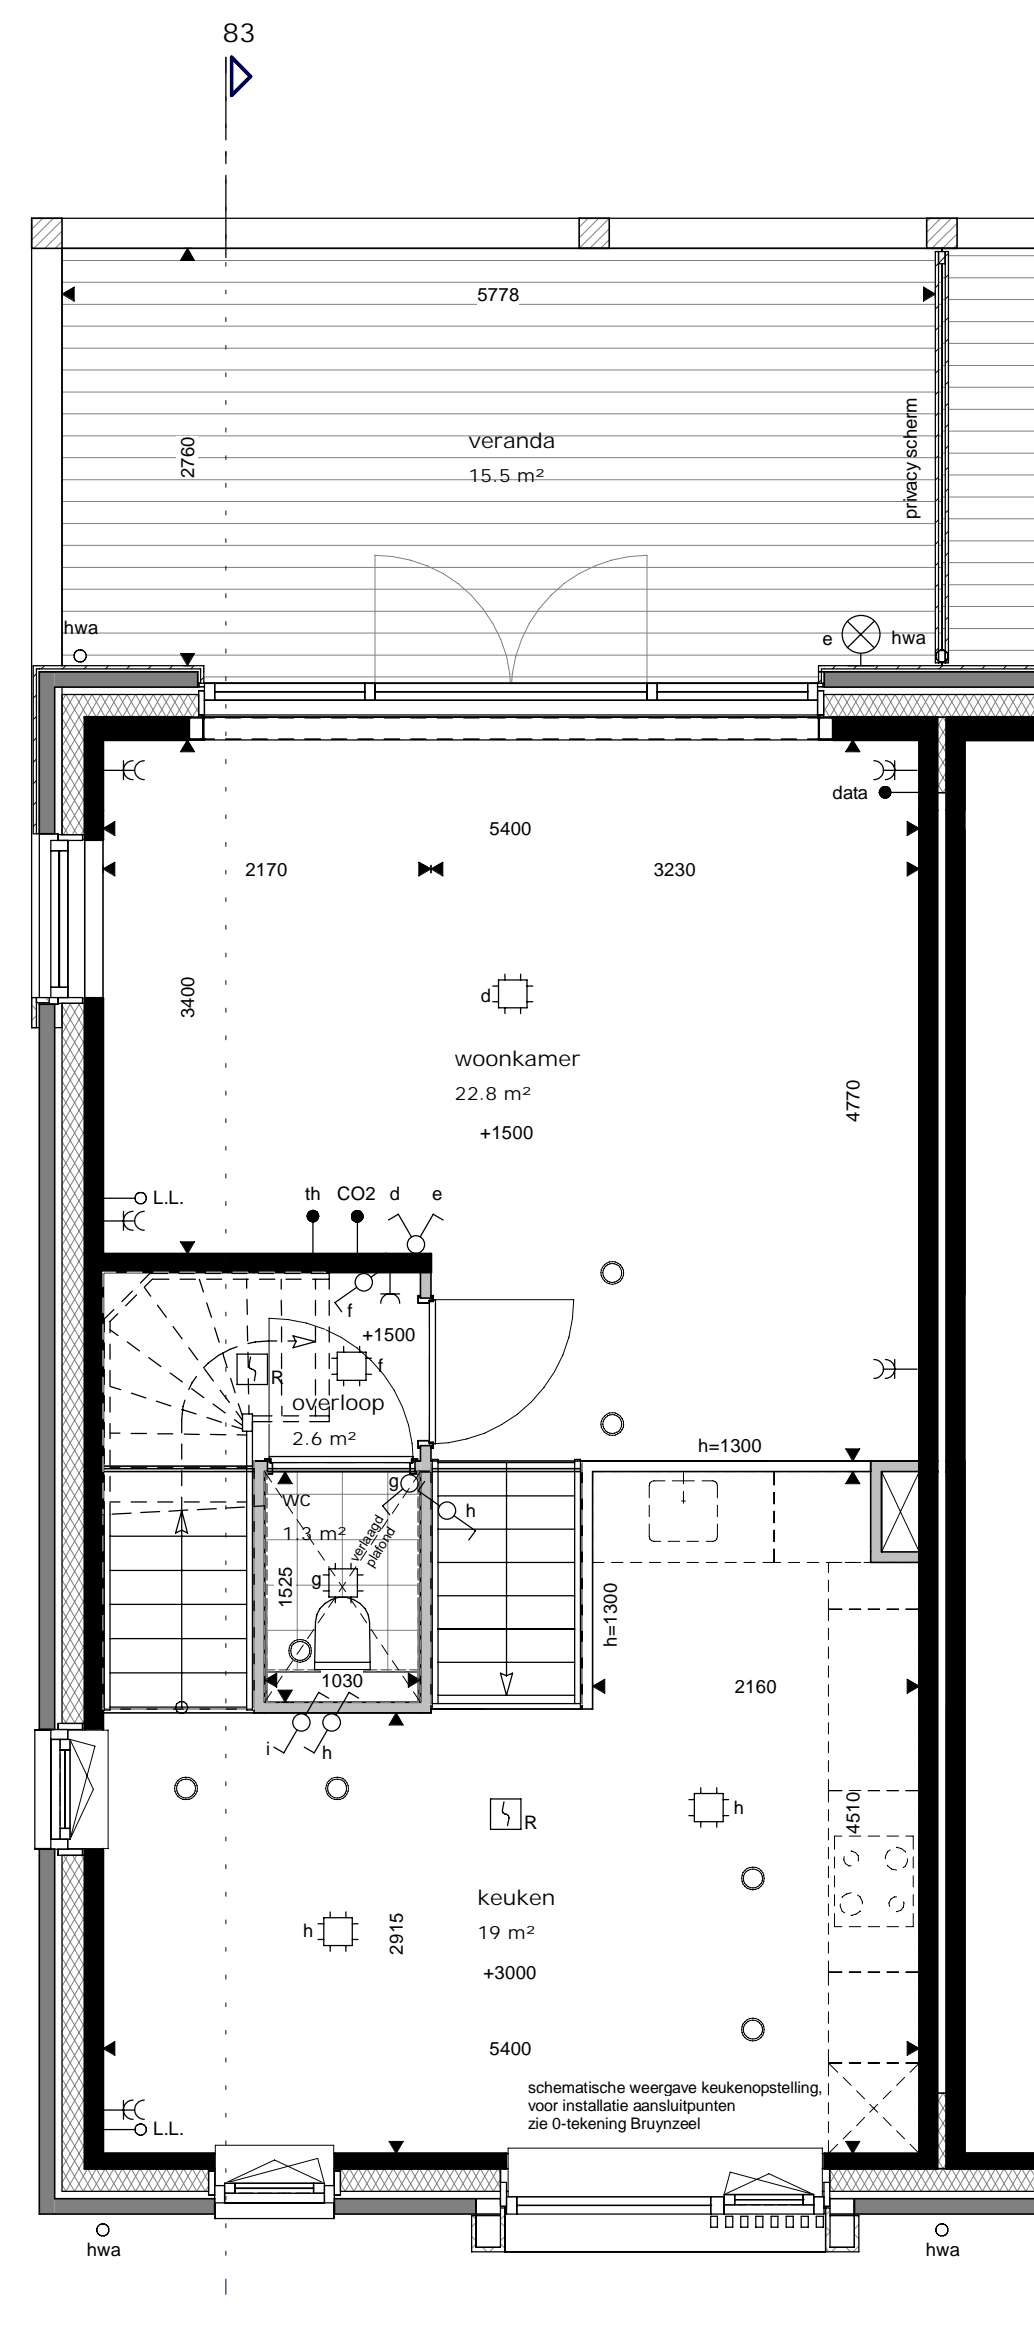 83
5778
2760
veranda
15.5 m²
privacy scherm
hwa
e
hwa
data
5400
2170
3230
3400
d
woonkamer
22.8 m²
+1500
4770
L.L.
th
CO2
d
e
f
+1500
f
R
overloop
2.6 m²
h=1300
wc
1.3 m²
g
h
verlaagd
plafond
g
1525
h=1300
1030
2160
i
h
R
h
4510
keuken
19 m²
+3000
h
2915
5400
schematische weergave keukenopstelling,
voor installatie aansluitpunten
zie 0-tekening Bruynzeel
L.L.
hwa
hwa